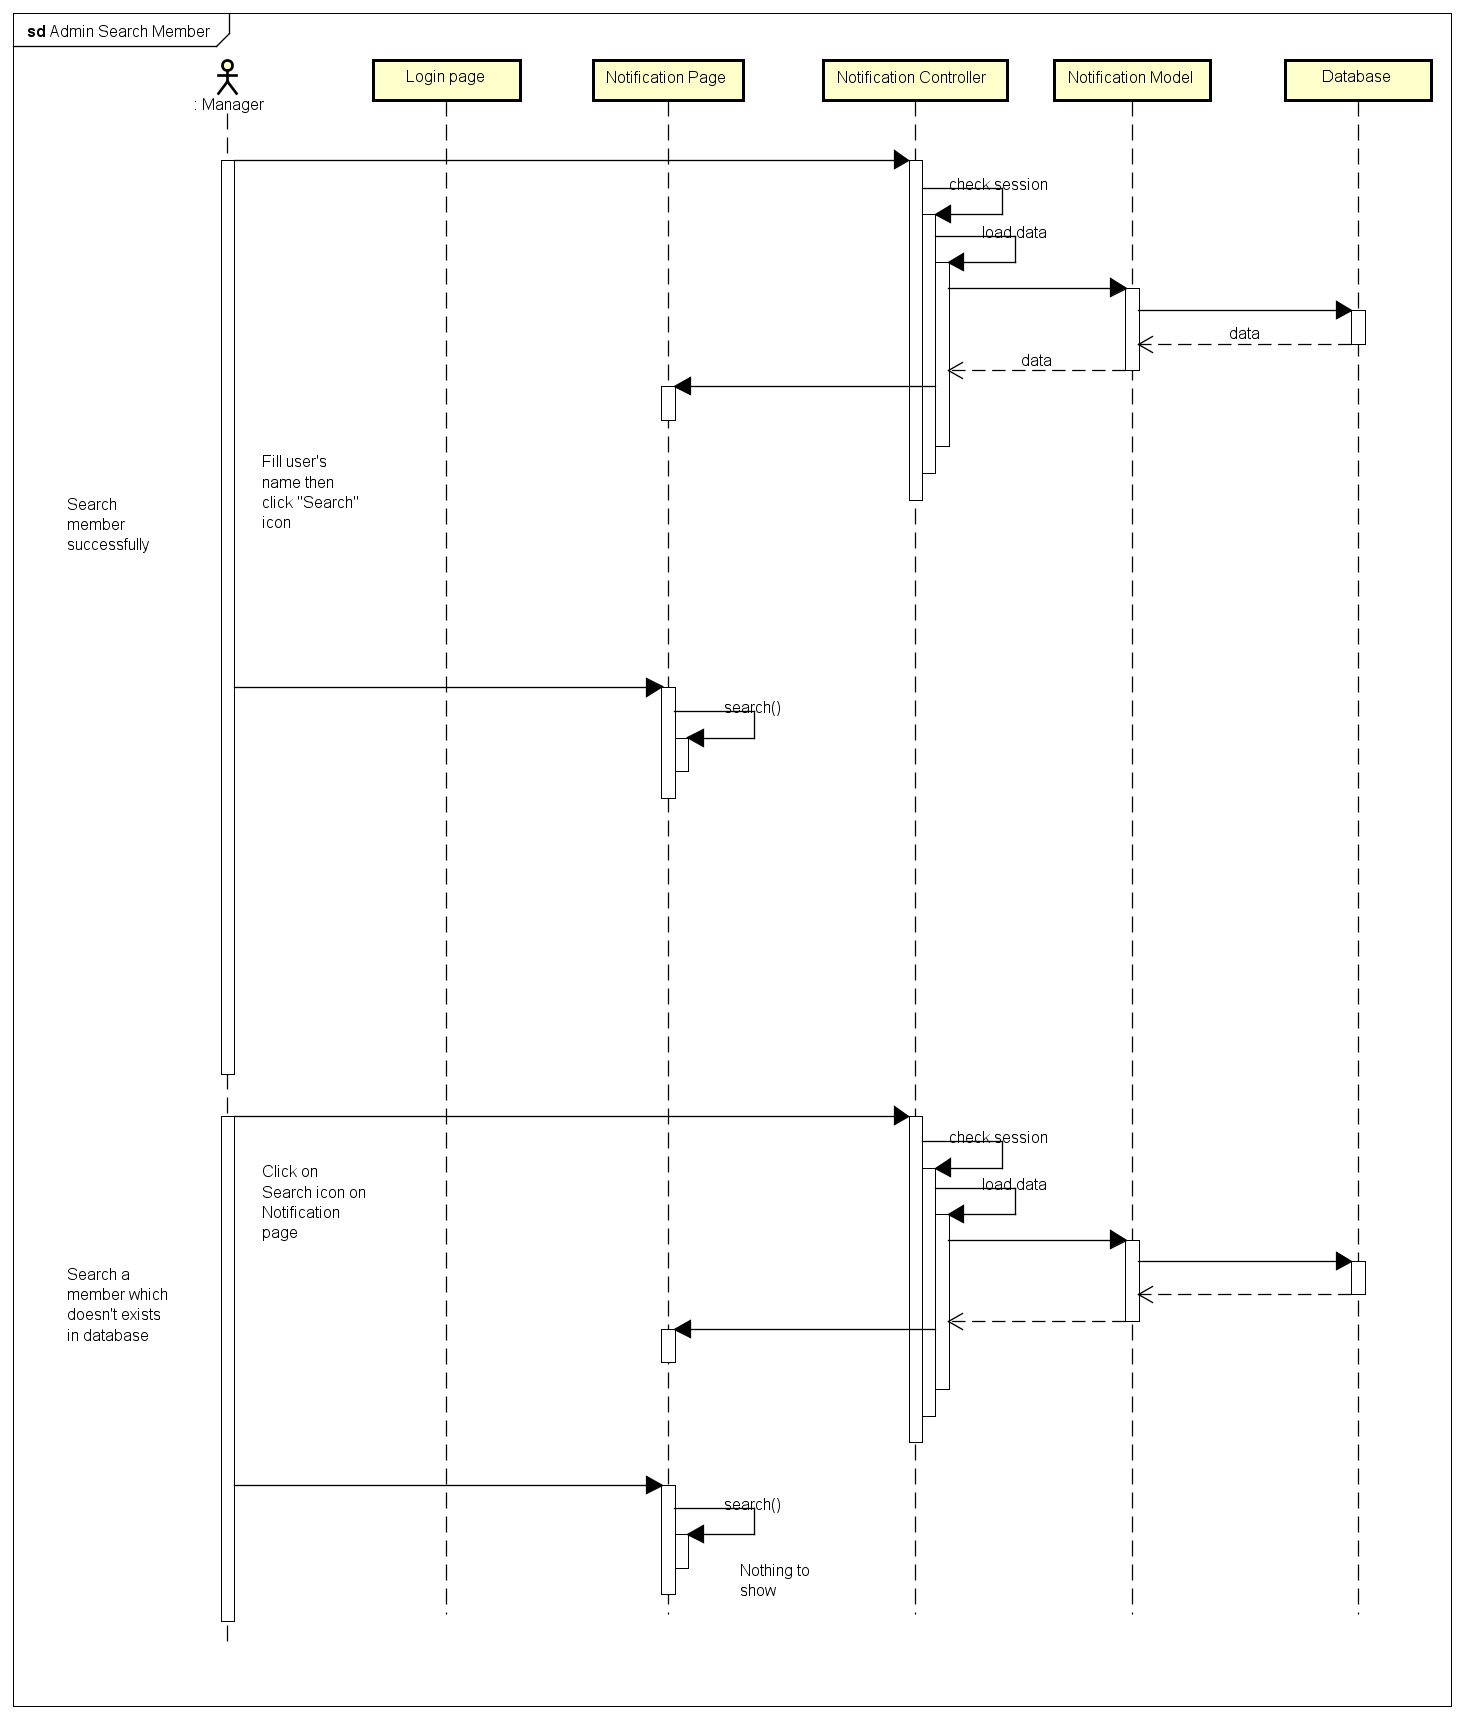 sd Admin Search Member
: Manager
Login page
Notification Page
Notification Controller
Notification Model
Database
check session
load data
data
data
Fill user's
name then
click "Search"
icon
Search
member
successfully
search()
check session
Click on
Search icon on
Notification
page
load data
Search a
member which
doesn't exists
in database
search()
Nothing to
show